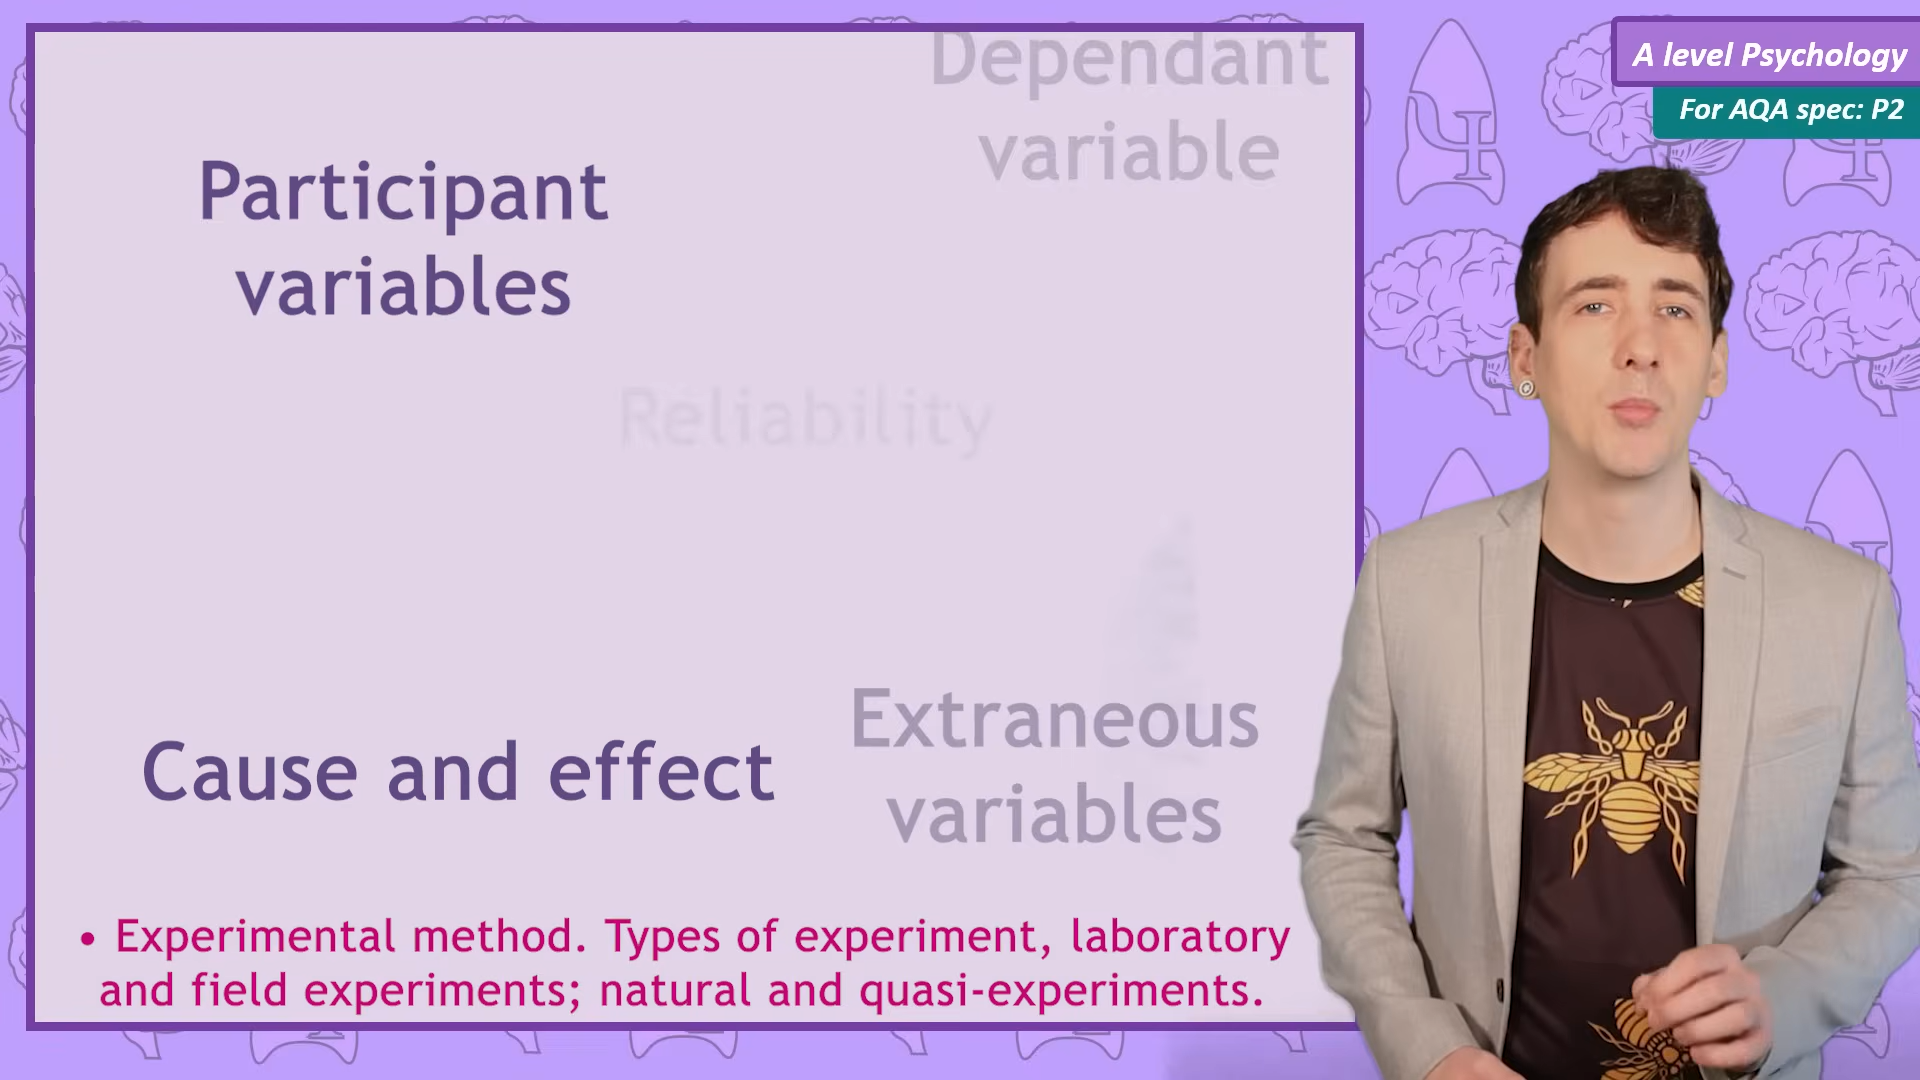 Dependant
variable
A level Psychology
For AQA spec: P2
Participant
variables
Reliability
Extraneous
variables
Cause and effect
• Experimental method. Types of experiment, laboratory
and field experiments; natural and quasi-experiments.